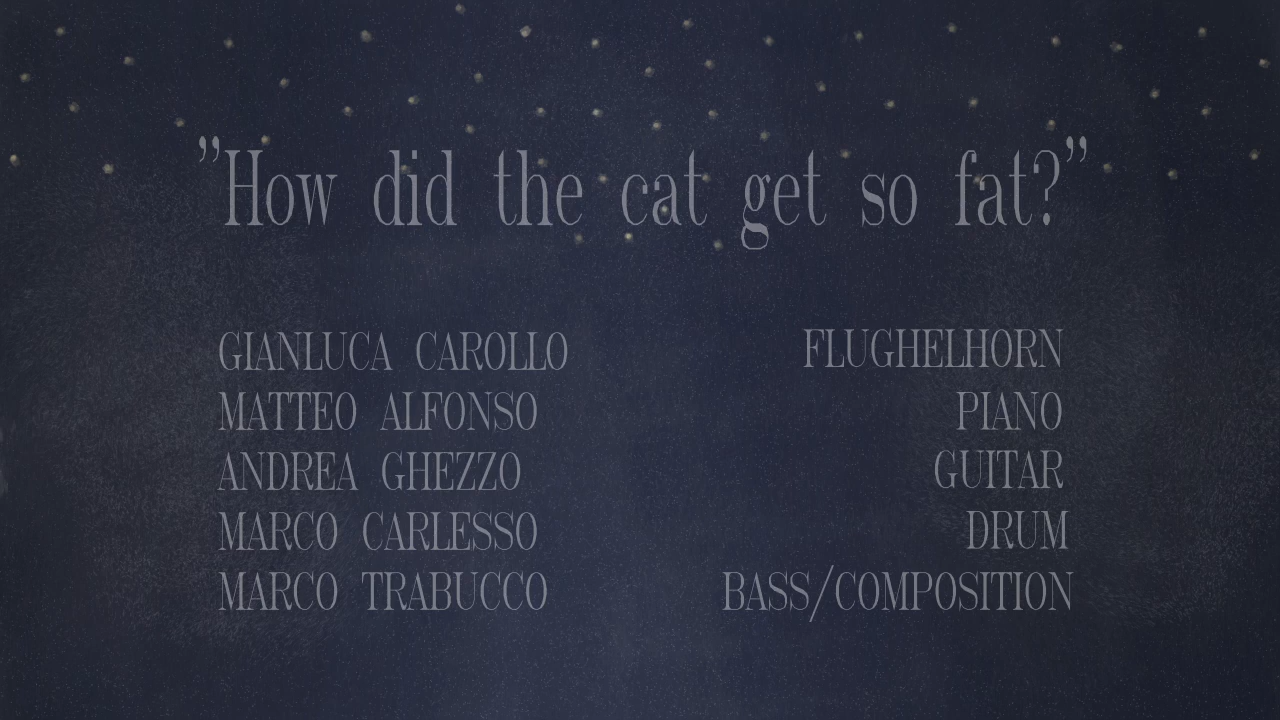 ”How did the cat get so fat?”
GIANLUCA CAROLLO FLUGHELHORN
MATTEO ALFONSO PIANO
ANDREA GHEZZO GUITAR
MARCO CARLESSO DRUM
MARCO TRABUCCO BASS/COMPOSITION